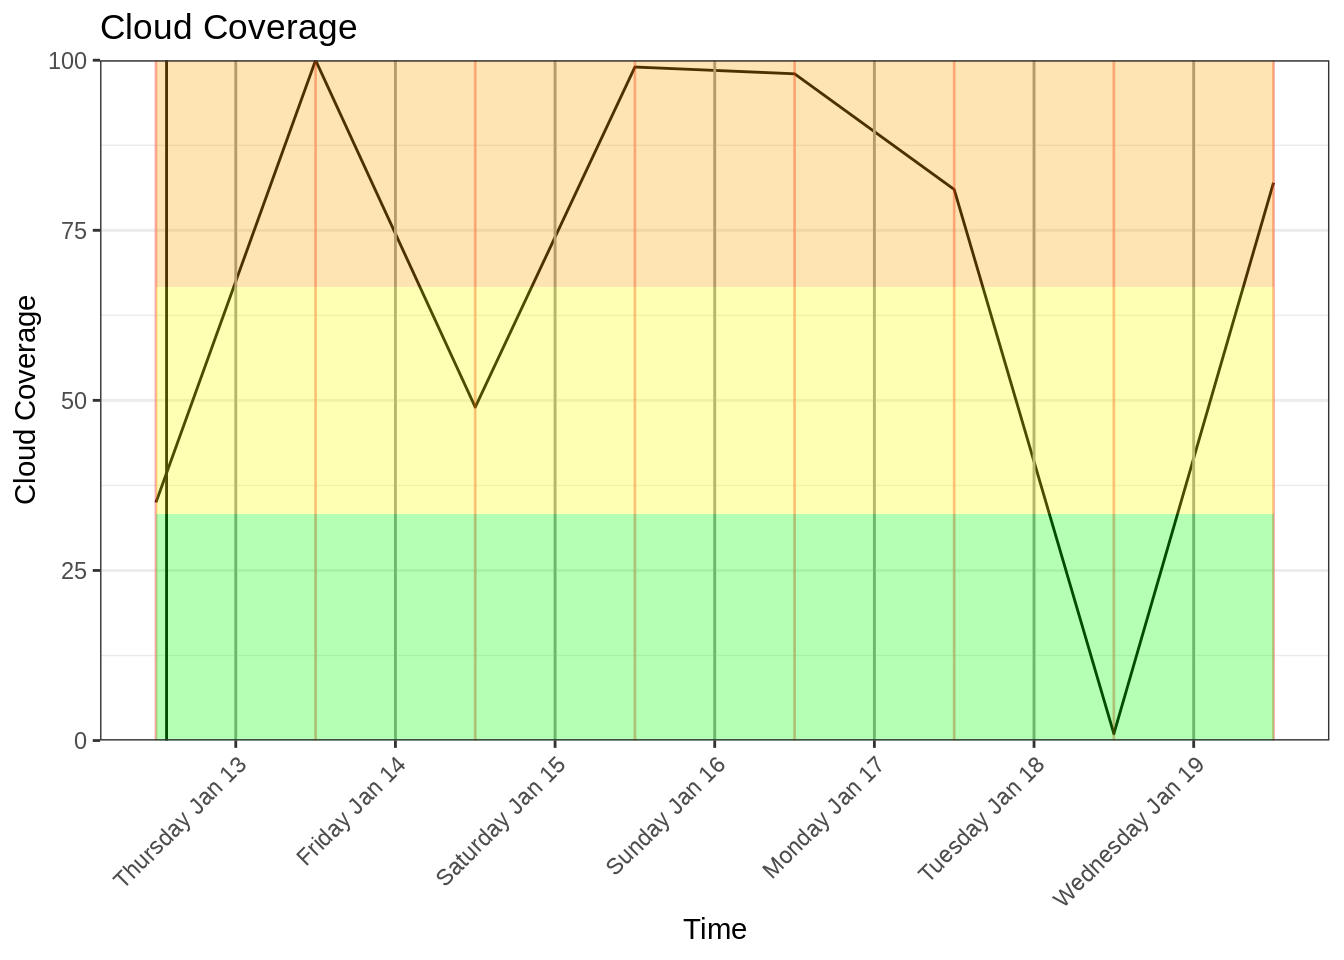 Cloud Coverage
100
75
50
25
0
Cloud Coverage
Thursday Jan 13
Friday Jan 14
Saturday Jan 15
Sunday Jan 16
Monday Jan 17
Tuesday Jan 18
Wednesday Jan 19
Time